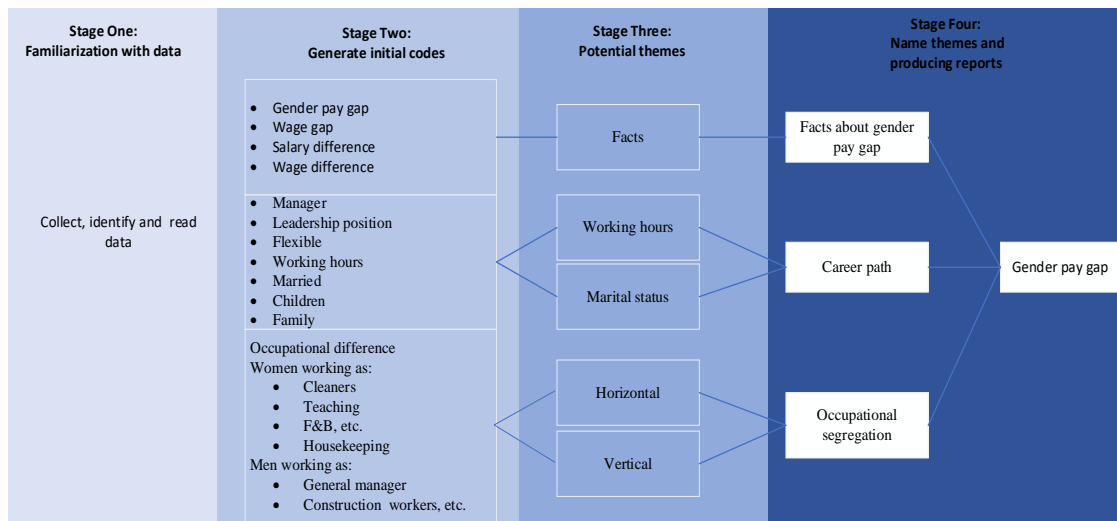 Stage One:
Familiarization with data
Collect, identify and read
data
Stage Two:
Generate initial codes
• Gender pay gap
• Wage gap
• Salary difference
• Wage difference
• Manager
• Leadership position
• Flexible
• Working hours
• Married
• Children
• Family
Occupational difference
Women working as:
• Cleaners
• Teaching
• F&B, etc.
• Housekeeping
Men working as:
• General manager
• Construction workers, etc.
Stage Three:
Potential themes
Facts
Working hours
Marital status
Horizontal
Vertical
Stage Four:
Name themes and
producing reports
Facts about gender
pay gap
Career path
Occupational
segregation
Gender pay gap